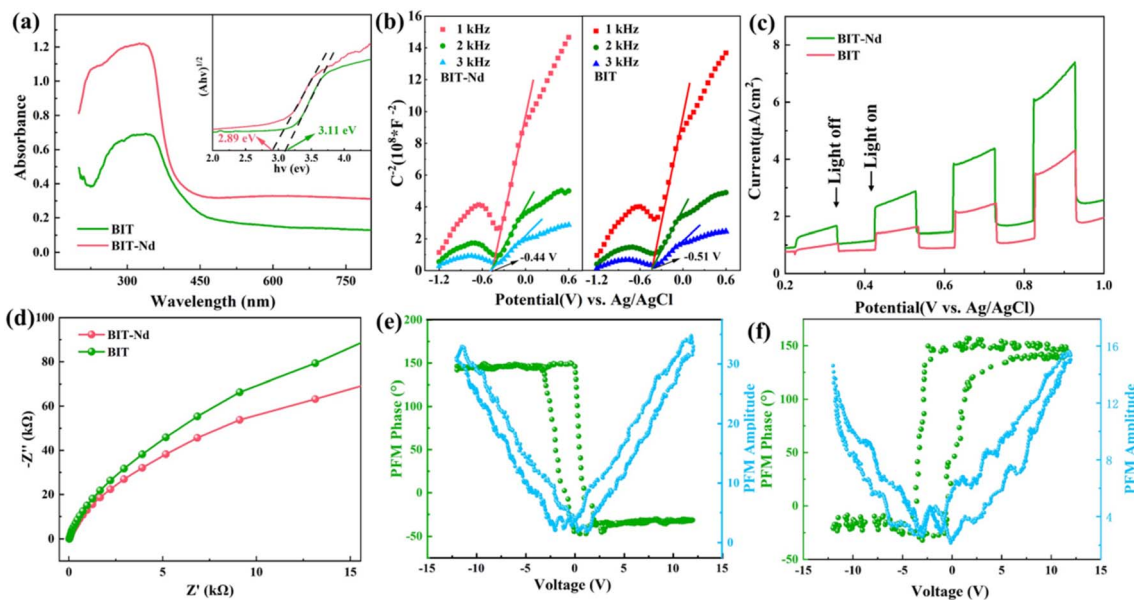 (a)
1.2
1.0
0.8
0.6
0.4
0.2
0.0
Absorbance
BIT
BIT-Nd
150
300
450
600
750
Wavelength (nm)
(Ahv)1/2
2.89 eV
3.11 eV
2.0 2.5 3.0 3.5 4.0
hv (ev)
(b)
16
14
12
10
8
6
4
2
0
C-2(108*F -2)
1 kHz
2 kHz
3 kHz
BIT-Nd
-0.44 V
1 kHz
2 kHz
3 kHz
BIT
-0.51 V
-1.2 -0.6 0.0 0.6 -1.2 -0.6 0.0 0.6
Potential(V) vs. Ag/AgCl
(c)
8
6
4
2
0
Current(μA/cm2)
BIT-Nd
BIT
Light off
Light on
0.2 0.4 0.6 0.8 1.0
Potential(V vs. Ag/AgCl)
(d)
100
80
60
40
20
0
-Z'' (kΩ)
BIT-Nd
BIT
0 5 10 15
Z' (kΩ)
(e)
200
150
100
50
0
-50
PFM Phase (°)
30
20
10
0
PFM Amplitude
-15 -10 -5 0 5 10 15
Voltage (V)
(f)
150
100
50
0
-50
PFM Phase (°)
16
12
8
4
PFM Amplitude
-15 -10 -5 0 5 10 15
Voltage (V)